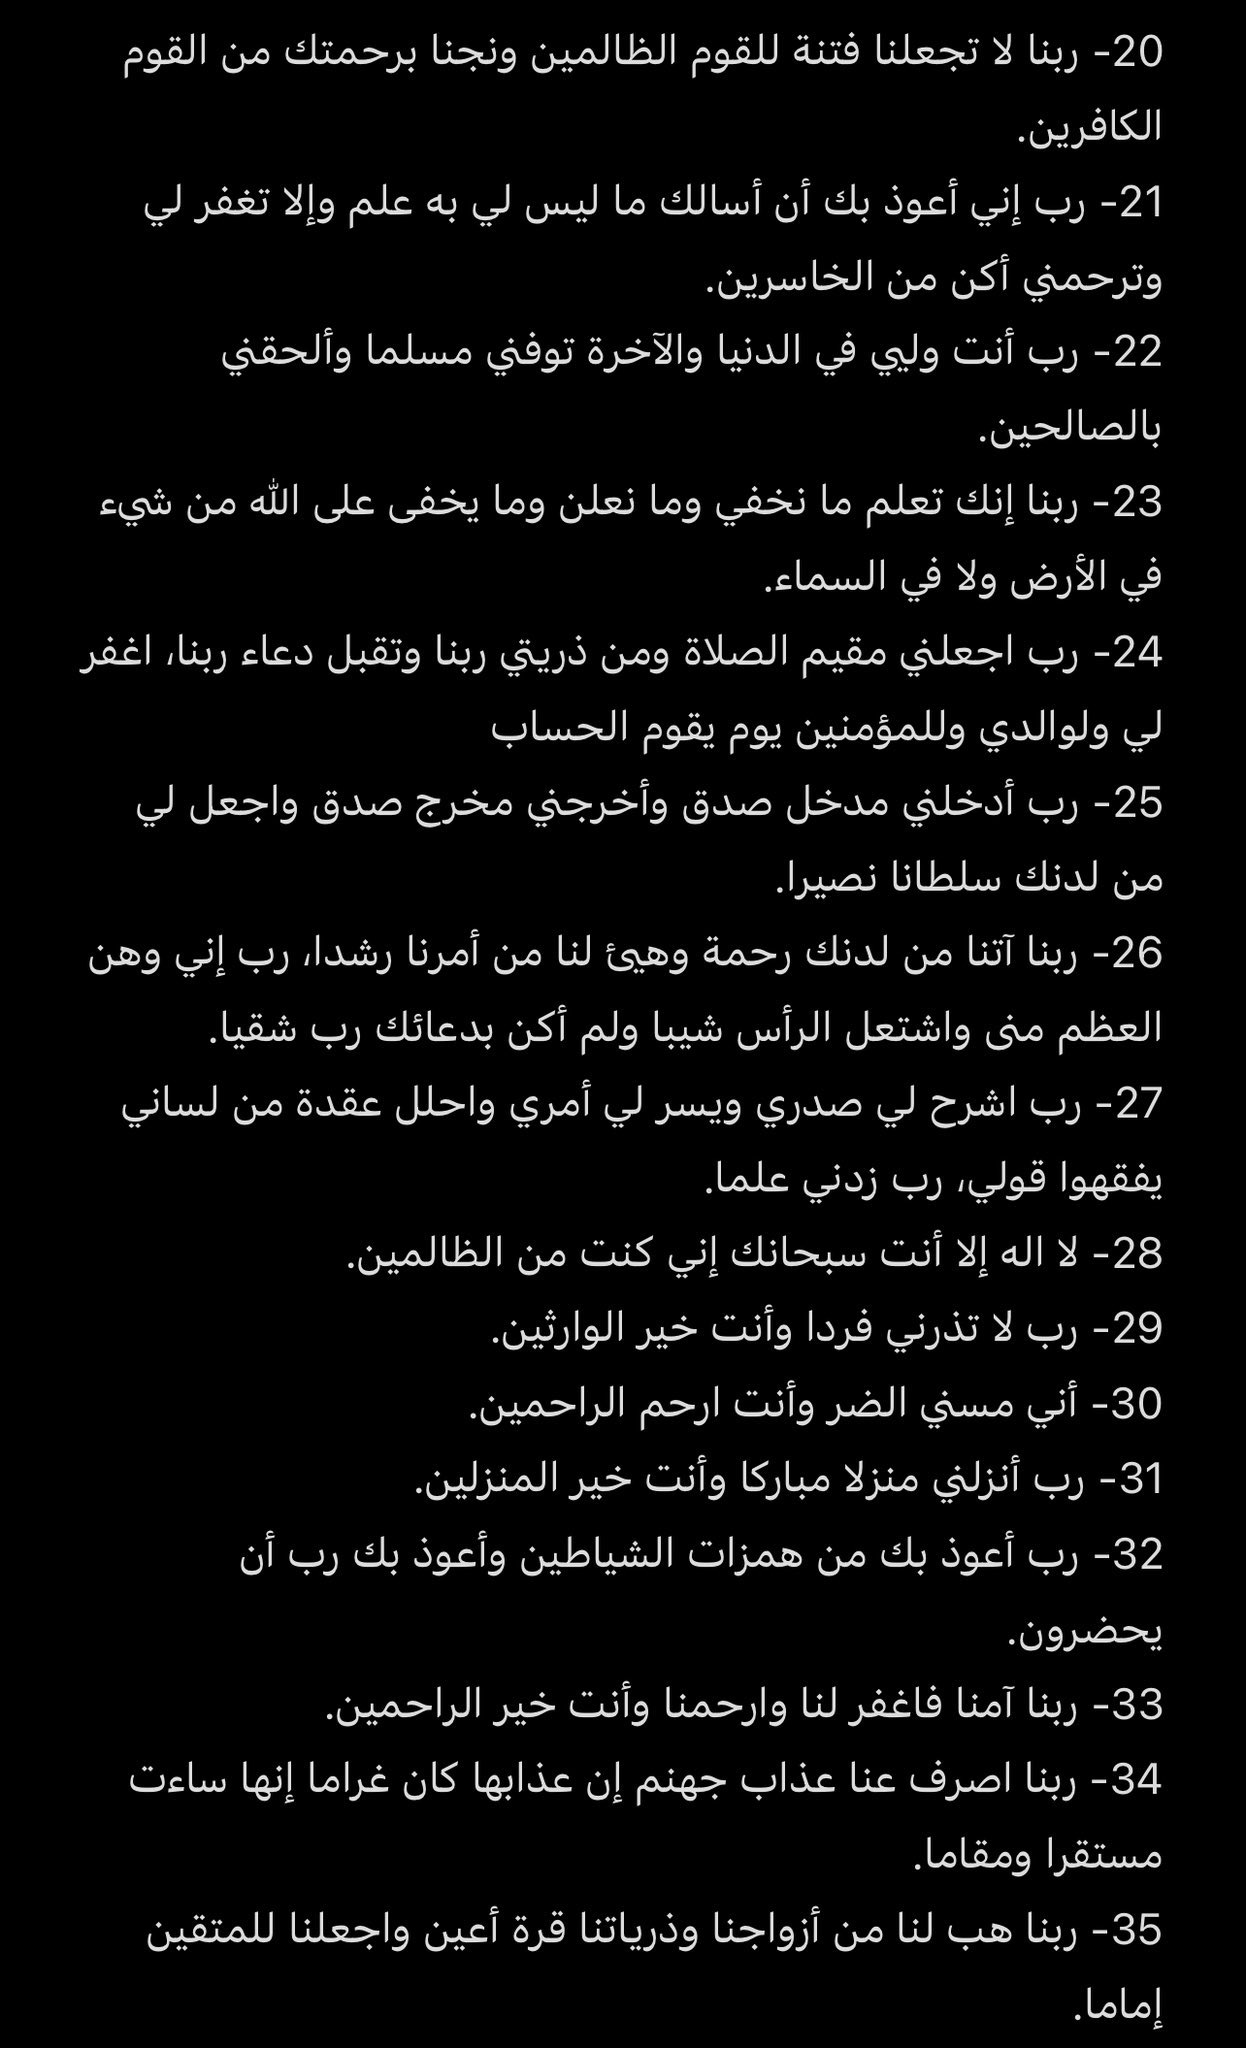 20- ربنا لا تجعلنا فتنة للقوم الظالمين ونجنا برحمتك من القوم
الكافرين.
21- رب إني أعوذ بك أن أسالك ما ليس لي به علم وإلا تغفر لي
وترحمني أكن من الخاسرين.
22- رب أنت وليي في الدنيا والآخرة توفني مسلما وألحقني
بالصالحين.
23- ربنا إنك تعلم ما نخفي وما نعلن وما يخفى على الله من شيء
في الأرض ولا في السماء.
24- رب اجعلني مقيم الصلاة ومن ذريتي ربنا وتقبل دعاء ربنا، اغفر
لي ولوالدي وللمؤمنين يوم يقوم الحساب
25- رب أدخلني مدخل صدق وأخرجني مخرج صدق واجعل لي
من لدنك سلطانا نصيرا.
26- ربنا آتنا من لدنك رحمة وهيئ لنا من أمرنا رشدا، رب إني وهن
العظم منى واشتعل الرأس شيبا ولم أكن بدعائك رب شقيا.
27- رب اشرح لي صدري ويسر لي أمري واحلل عقدة من لساني
يفقهوا قولي، رب زدني علما.
28- لا اله إلا أنت سبحانك إني كنت من الظالمين.
29- رب لا تذرني فردا وأنت خير الوارثين.
30- أني مسني الضر وأنت ارحم الراحمين.
31- رب أنزلني منزلا مباركا وأنت خير المنزلين.
32- رب أعوذ بك من همزات الشياطين وأعوذ بك رب أن
يحضرون.
33- ربنا آمنا فاغفر لنا وارحمنا وأنت خير الراحمين.
34- ربنا اصرف عنا عذاب جهنم إن عذابها كان غراما إنها ساءت
مستقرا ومقاما.
35- ربنا هب لنا من أزواجنا وذرياتنا قرة أعين واجعلنا للمتقين
إماما.